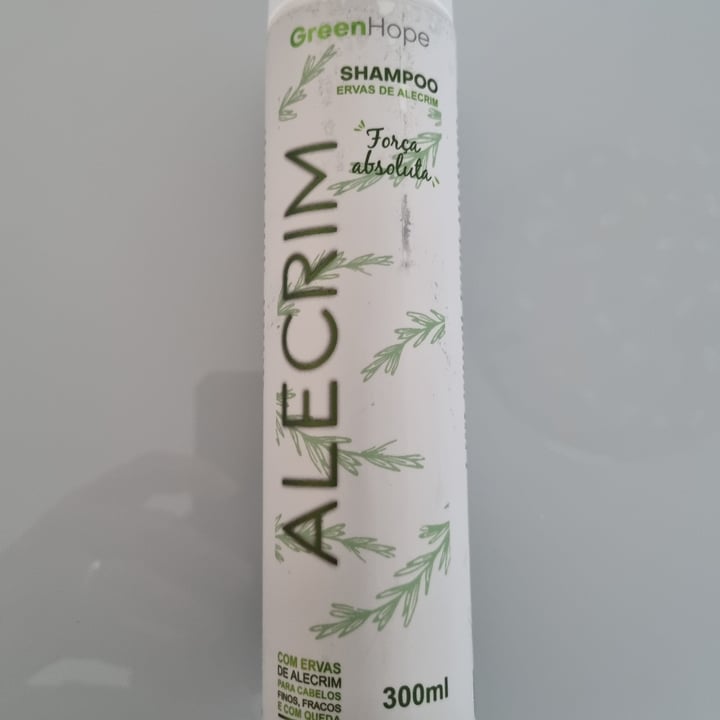 GreenHope
SHAMPOO
ERVAS DE ALECRIM
Força
absoluta
ALECRIM
COM ERVAS
DE ALECRIM
PARA CABELOS
FINOS, FRACOS
E COM QUEDA
300ml